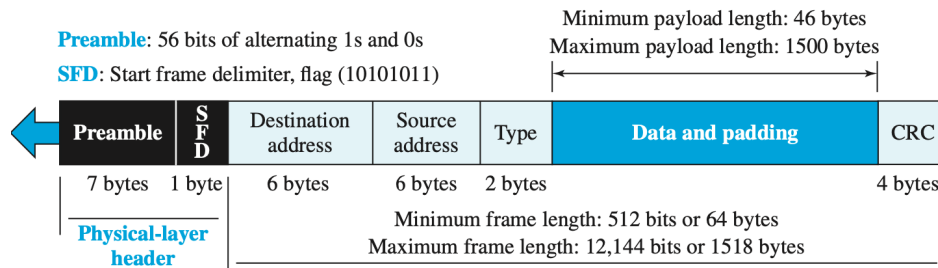 Minimum payload length: 46 bytes
Preamble: 56 bits of alternating 1s and 0s
Maximum payload length: 1500 bytes
SFD: Start frame delimiter, flag (10101011)
Preamble
SFD
Destination address
Source address
Type
Data and padding
CRC
7 bytes
1 byte
6 bytes
6 bytes
2 bytes
4 bytes
Physical-layer header
Minimum frame length: 512 bits or 64 bytes
Maximum frame length: 12,144 bits or 1518 bytes